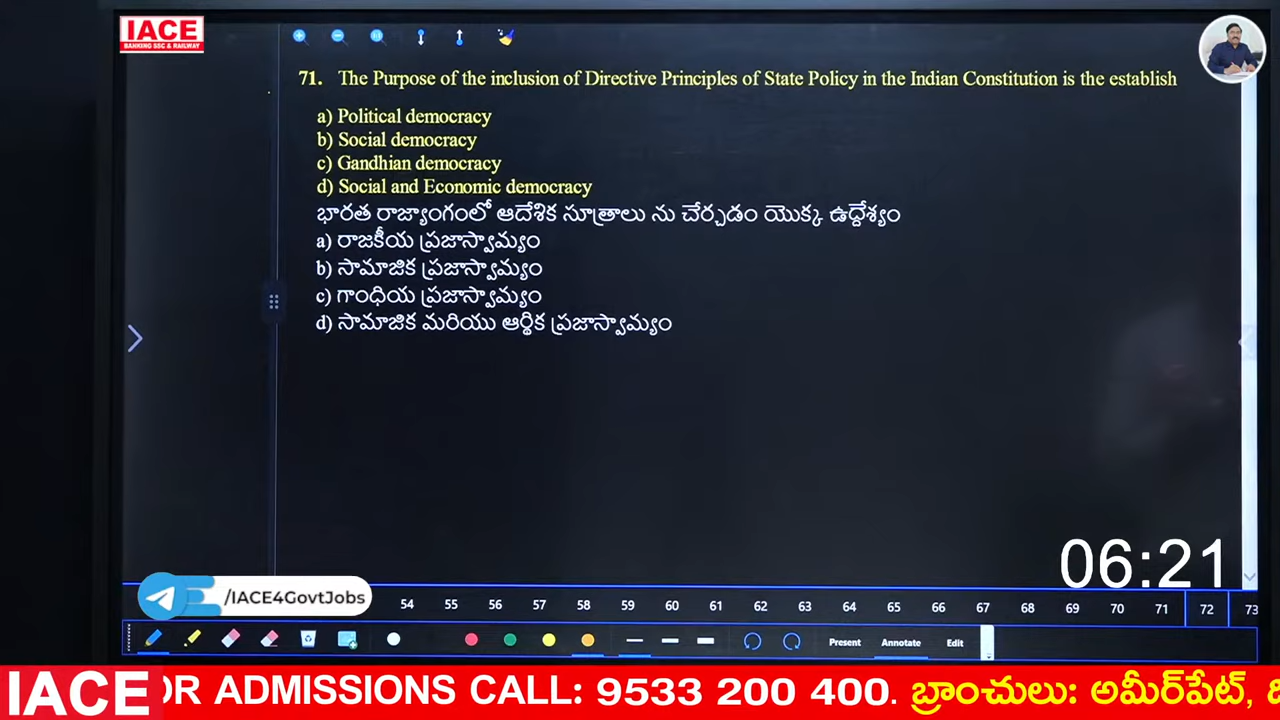 IACE
BANKING SSC & RAILWAY
71. The Purpose of the inclusion of Directive Principles of State Policy in the Indian Constitution is the establish
a) Political democracy
b) Social democracy
c) Gandhian democracy
d) Social and Economic democracy
భారత రాజ్యాంగంలో ఆదేశిక సూత్రాలు ను చేర్చడం యొక్క ఉద్దేశ్యం
a) రాజకీయ ప్రజాస్వామ్యం
b) సామాజిక ప్రజాస్వామ్యం
c) గాంధియ ప్రజాస్వామ్యం
d) సామాజిక మరియు ఆర్థిక ప్రజాస్వామ్యం
06:21
/IACE4GovtJobs
54 55 56 57 58 59 60 61 62 63 64 65 66 67 68 69 70 71 72 73
Present Annotate Edit
IACE OR ADMISSIONS CALL: 9533 200 400. బ్రాంచులు: అమీర్‌పేట్,